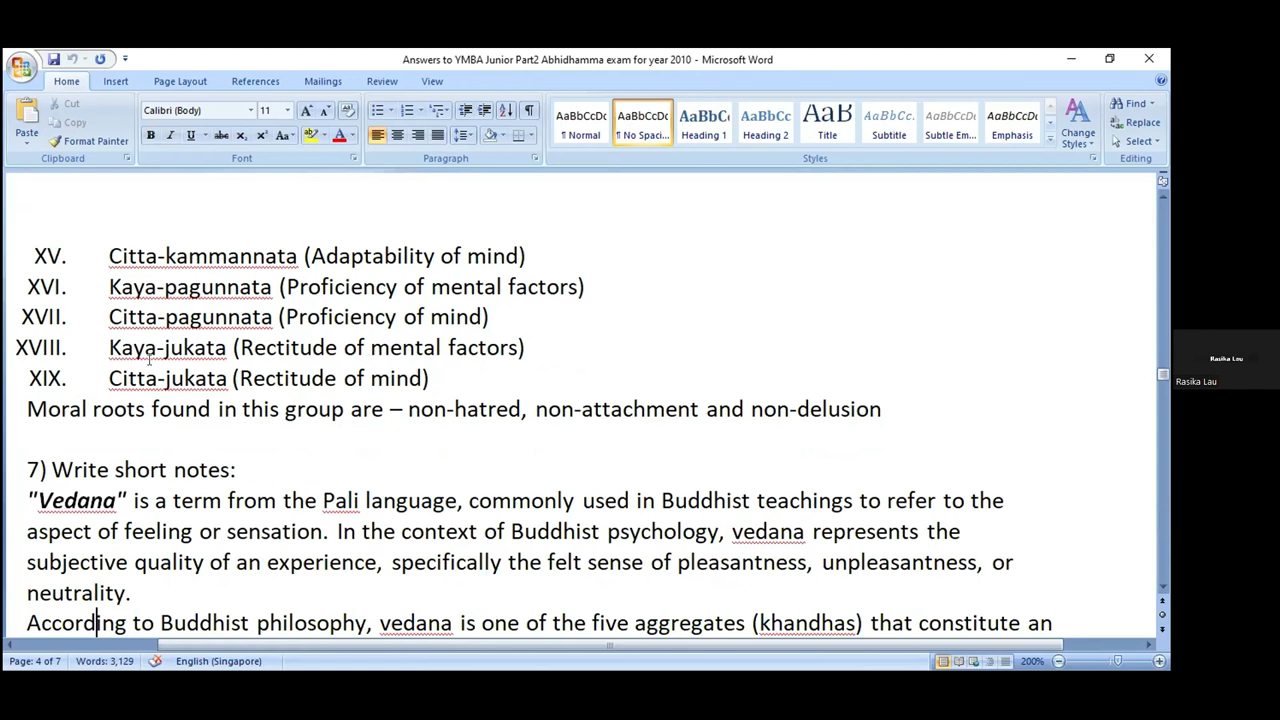 Answers to YMBA Junior Part2 Abhidhamma exam for year 2010 - Microsoft Word
Home Insert Page Layout References Mailings Review View
Paste
Cut
Copy
Format Painter
Clipboard
Calibri (Body) 11
Font
Paragraph
AaBbCcDc AaBbCcDc AaBbC AaBbCc AaB AaBbCc. AaBbCcDc AaBbCcDc
¶ Normal ¶ No Spaci... Heading 1 Heading 2 Title Subtitle Subtle Em... Emphasis
Change Styles
Styles
Find
Replace
Select
Editing
XV. Citta-kammannata (Adaptability of mind)
XVI. Kaya-pagunnata (Proficiency of mental factors)
XVII. Citta-pagunnata (Proficiency of mind)
XVIII. Kaya-jukata (Rectitude of mental factors)
XIX. Citta-jukata (Rectitude of mind)
Moral roots found in this group are – non-hatred, non-attachment and non-delusion
7) Write short notes:
"Vedana" is a term from the Pali language, commonly used in Buddhist teachings to refer to the
aspect of feeling or sensation. In the context of Buddhist psychology, vedana represents the
subjective quality of an experience, specifically the felt sense of pleasantness, unpleasantness, or
neutrality.
According to Buddhist philosophy, vedana is one of the five aggregates (khandhas) that constitute an
Page: 4 of 7 Words: 3,129 English (Singapore) 200%
Rasika Lau
Rasika Lau